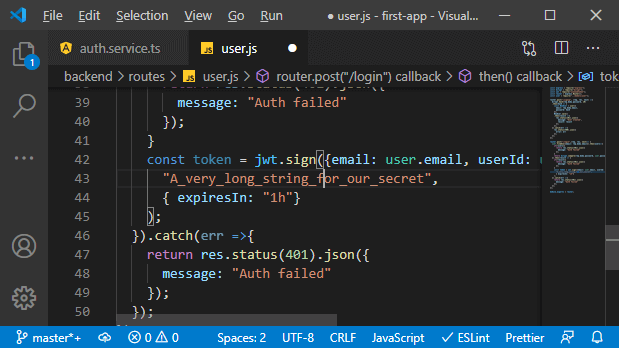 File Edit Selection View Go Run ··· ● user.js - first-app - Visual...
auth.service.ts JS user.js
backend > routes > JS user.js > router.post("/login") callback > then() callback > tok
39 message: "Auth failed"
40 });
41 }
42 const token = jwt.sign({email: user.email, userId:
43 "A_very_long_string_for_our_secret",
44 { expiresIn: "1h"}
45 );
46 }).catch(err =>{
47 return res.status(401).json({
48 message: "Auth failed"
49 });
50 });
1
master*+ 0 0 Spaces: 2 UTF-8 CRLF JavaScript ESLint Prettier